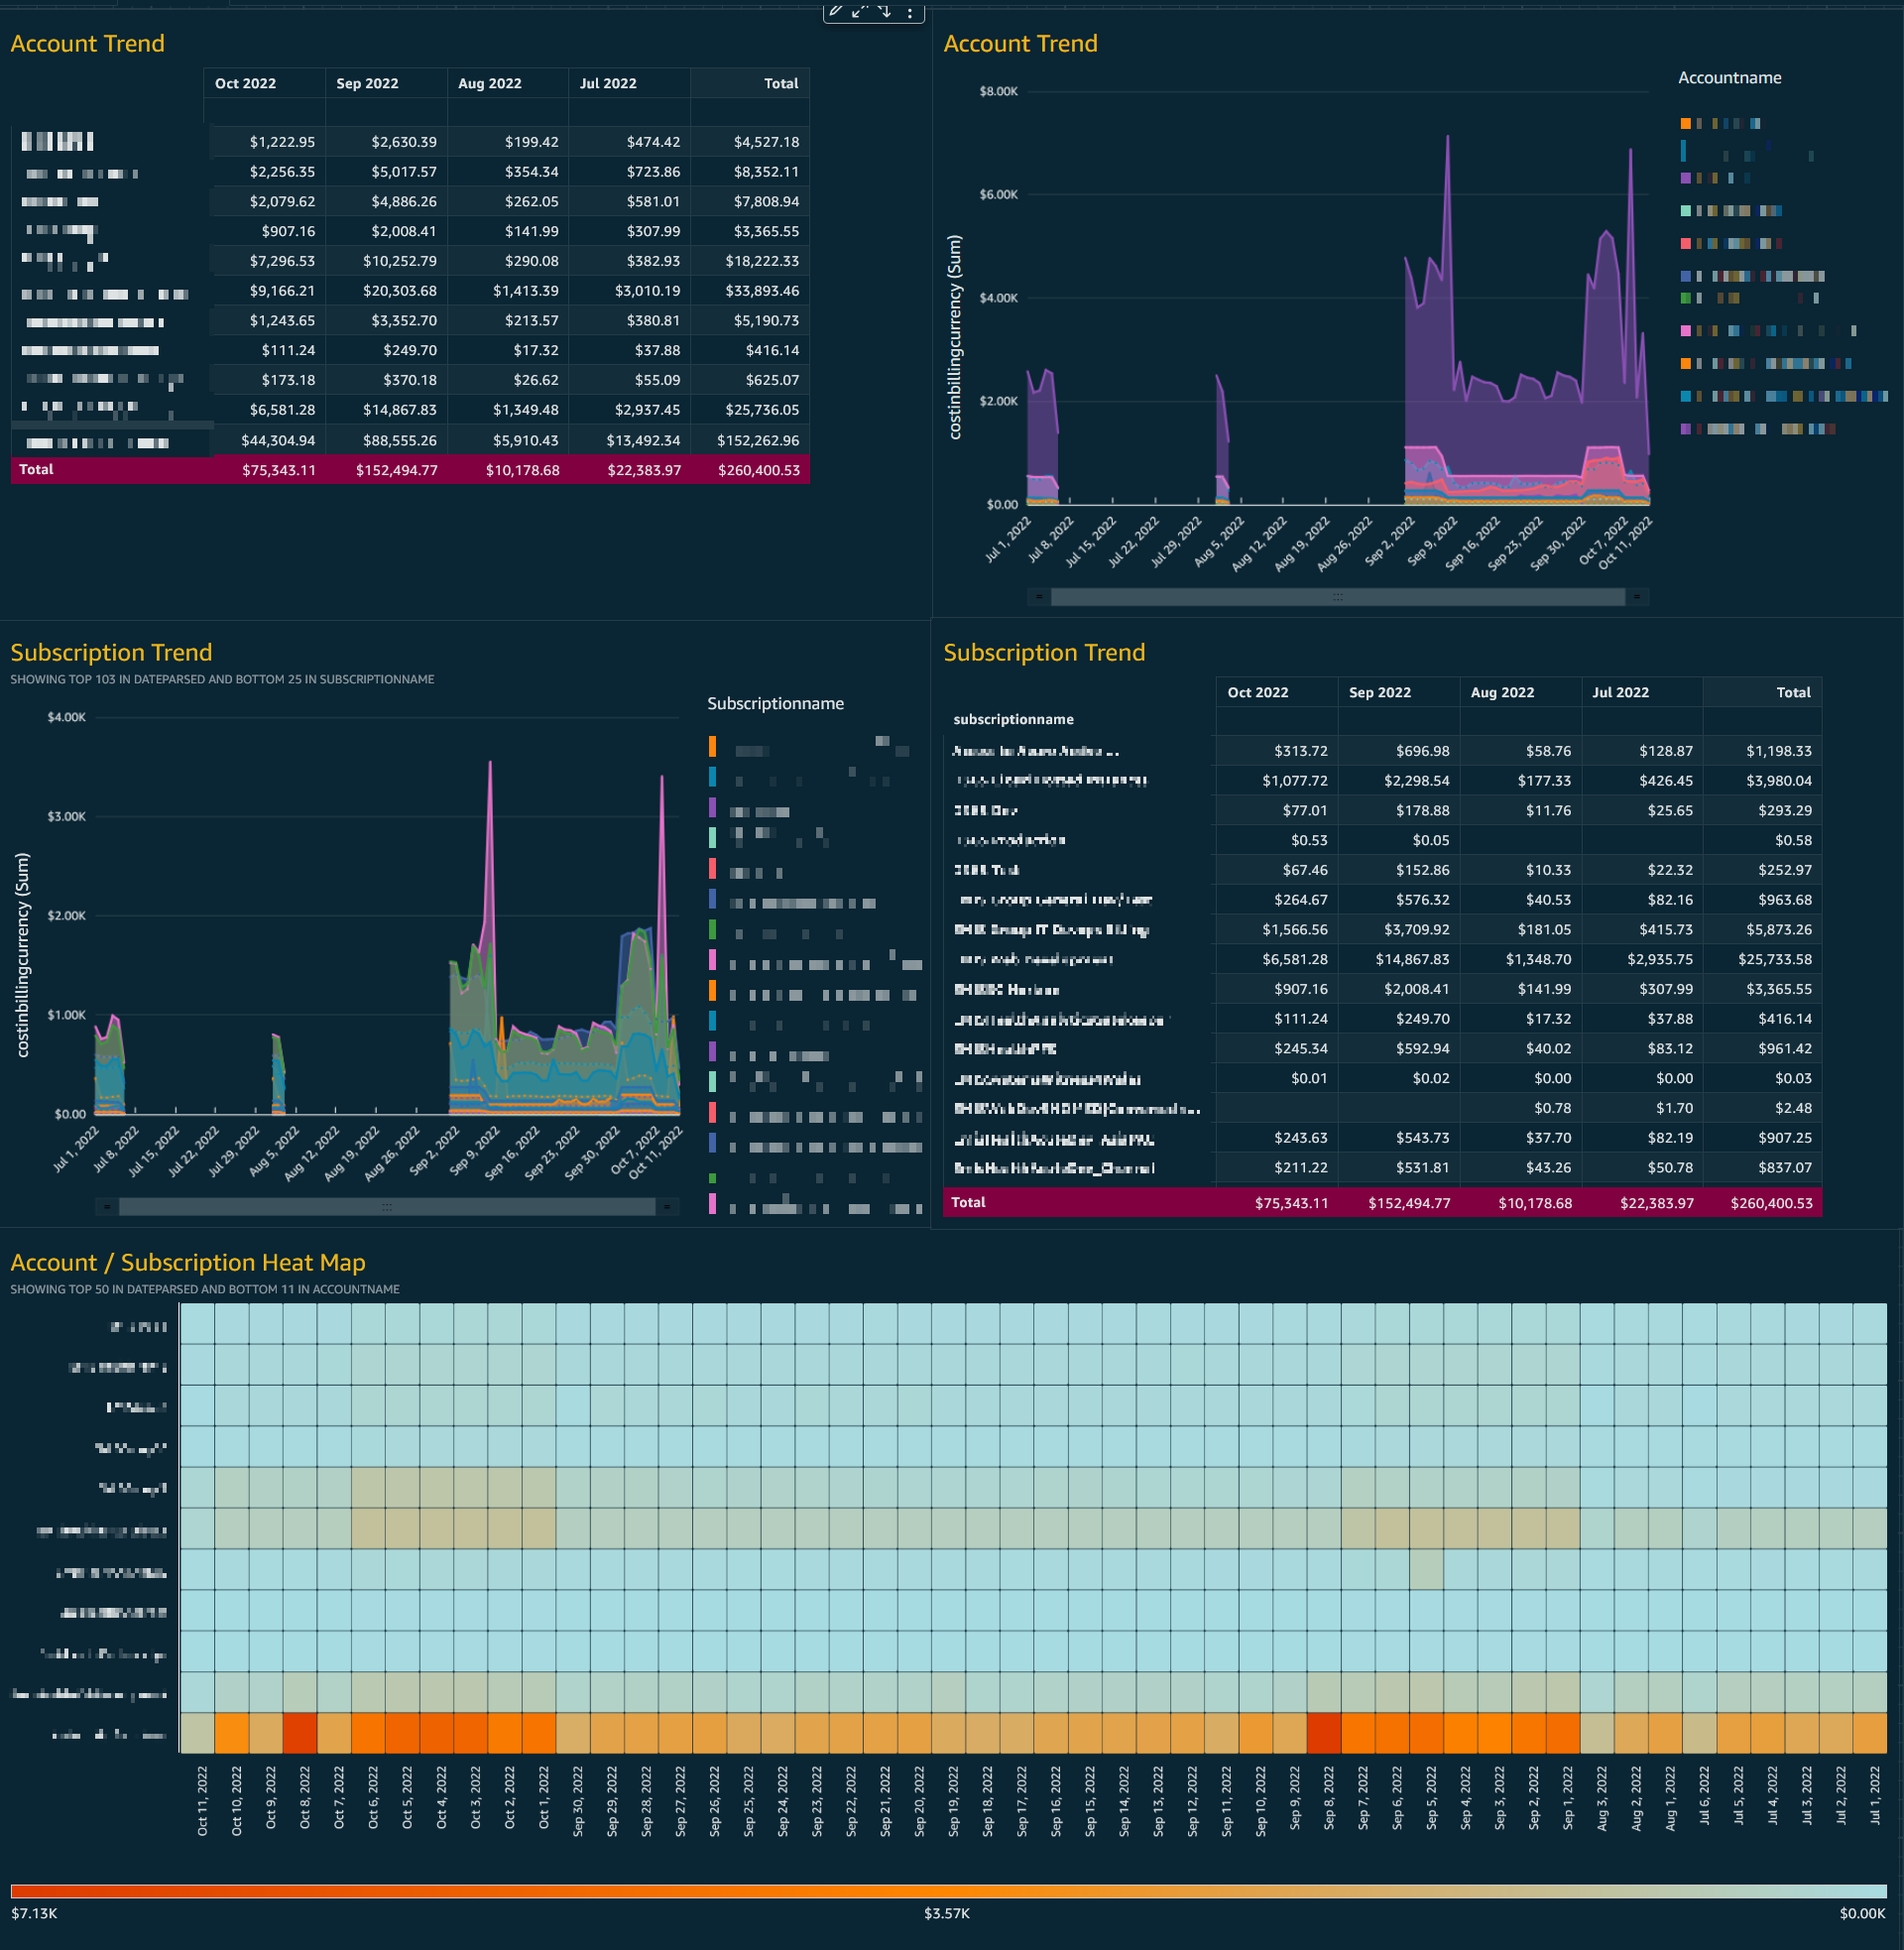 Account Trend
Oct 2022 Sep 2022 Aug 2022 Jul 2022 Total
$1,222.95 $2,630.39 $199.42 $474.42 $4,527.18
$2,256.35 $5,017.57 $354.34 $723.86 $8,352.11
$2,079.62 $4,886.26 $262.05 $581.01 $7,808.94
$907.16 $2,008.41 $141.99 $307.99 $3,365.55
$7,296.53 $10,252.79 $290.08 $382.93 $18,222.33
$9,166.21 $20,303.68 $1,413.39 $3,010.19 $33,893.46
$1,243.65 $3,352.70 $213.57 $380.81 $5,190.73
$111.24 $249.70 $17.32 $37.88 $416.14
$173.18 $370.18 $26.62 $55.09 $625.07
$6,581.28 $14,867.83 $1,349.48 $2,937.45 $25,736.05
$44,304.94 $88,555.26 $5,910.43 $13,492.34 $152,262.96
Total $75,343.11 $152,494.77 $10,178.68 $22,383.97 $260,400.53
Account Trend
Accountname
costinbillingcurrency (Sum)
$8.00K
$6.00K
$4.00K
$2.00K
$0.00
Jul 1, 2022 Jul 8, 2022 Jul 15, 2022 Jul 22, 2022 Jul 29, 2022 Aug 5, 2022 Aug 12, 2022 Aug 19, 2022 Aug 26, 2022 Sep 2, 2022 Sep 9, 2022 Sep 16, 2022 Sep 23, 2022 Sep 30, 2022 Oct 7, 2022 Oct 11, 2022
Subscription Trend
SHOWING TOP 103 IN DATEPARSED AND BOTTOM 25 IN SUBSCRIPTIONNAME
Subscriptionname
costinbillingcurrency (Sum)
$4.00K
$3.00K
$2.00K
$1.00K
$0.00
Jul 1, 2022 Jul 8, 2022 Jul 15, 2022 Jul 22, 2022 Jul 29, 2022 Aug 5, 2022 Aug 12, 2022 Aug 19, 2022 Aug 26, 2022 Sep 2, 2022 Sep 9, 2022 Sep 16, 2022 Sep 23, 2022 Sep 30, 2022 Oct 7, 2022 Oct 11, 2022
Subscription Trend
Oct 2022 Sep 2022 Aug 2022 Jul 2022 Total
subscriptionname
$313.72 $696.98 $58.76 $128.87 $1,198.33
$1,077.72 $2,298.54 $177.33 $426.45 $3,980.04
$77.01 $178.88 $11.76 $25.65 $293.29
$0.53 $0.05 $0.58
$67.46 $152.86 $10.33 $22.32 $252.97
$264.67 $576.32 $40.53 $82.16 $963.68
$1,566.56 $3,709.92 $181.05 $415.73 $5,873.26
$6,581.28 $14,867.83 $1,348.70 $2,935.75 $25,733.58
$907.16 $2,008.41 $141.99 $307.99 $3,365.55
$111.24 $249.70 $17.32 $37.88 $416.14
$245.34 $592.94 $40.02 $83.12 $961.42
$0.01 $0.02 $0.00 $0.00 $0.03
$0.78 $1.70 $2.48
$243.63 $543.73 $37.70 $82.19 $907.25
$211.22 $531.81 $43.26 $50.78 $837.07
Total $75,343.11 $152,494.77 $10,178.68 $22,383.97 $260,400.53
Account / Subscription Heat Map
SHOWING TOP 50 IN DATEPARSED AND BOTTOM 11 IN ACCOUNTNAME
Oct 11, 2022 Oct 10, 2022 Oct 9, 2022 Oct 8, 2022 Oct 7, 2022 Oct 6, 2022 Oct 5, 2022 Oct 4, 2022 Oct 3, 2022 Oct 2, 2022 Oct 1, 2022 Sep 30, 2022 Sep 29, 2022 Sep 28, 2022 Sep 27, 2022 Sep 26, 2022 Sep 25, 2022 Sep 24, 2022 Sep 23, 2022 Sep 22, 2022 Sep 21, 2022 Sep 20, 2022 Sep 19, 2022 Sep 18, 2022 Sep 17, 2022 Sep 16, 2022 Sep 15, 2022 Sep 14, 2022 Sep 13, 2022 Sep 12, 2022 Sep 11, 2022 Sep 10, 2022 Sep 9, 2022 Sep 8, 2022 Sep 7, 2022 Sep 6, 2022 Sep 5, 2022 Sep 4, 2022 Sep 3, 2022 Sep 2, 2022 Sep 1, 2022 Aug 3, 2022 Aug 2, 2022 Aug 1, 2022 Jul 6, 2022 Jul 5, 2022 Jul 4, 2022 Jul 3, 2022 Jul 2, 2022 Jul 1, 2022
$7.13K $3.57K $0.00K